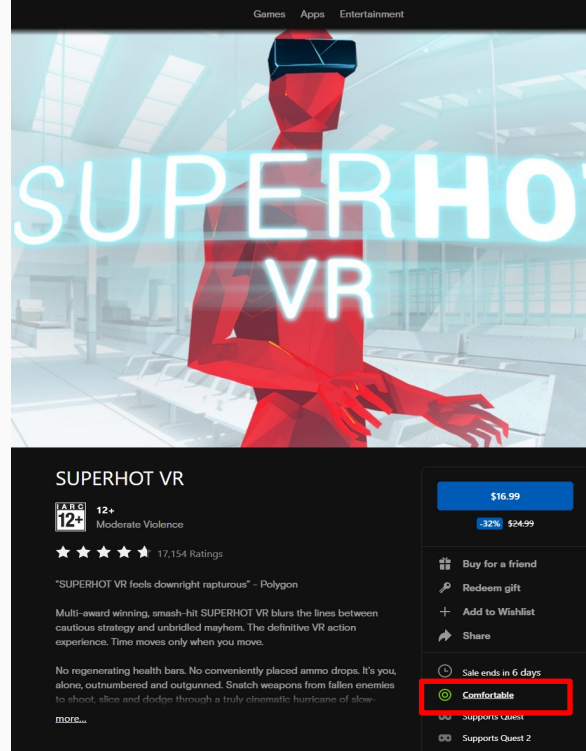 Games Apps Entertainment
SUPERHOT
VR
SUPERHOT VR
IARC
12+
12+
Moderate Violence
17,154 Ratings
"SUPERHOT VR feels downright rapturous" – Polygon
Multi-award winning, smash-hit SUPERHOT VR blurs the lines between
cautious strategy and unbridled mayhem. The definitive VR action
experience. Time moves only when you move.
No regenerating health bars. No conveniently placed ammo drops. It's you,
alone, outnumbered and outgunned. Snatch weapons from fallen enemies
to shoot, slice and dodge through a truly cinematic hurricane of slow-
more...
$16.99
-32% $24.99
Buy for a friend
Redeem gift
Add to Wishlist
Share
Sale ends in 6 days
Comfortable
Supports Quest
Supports Quest 2